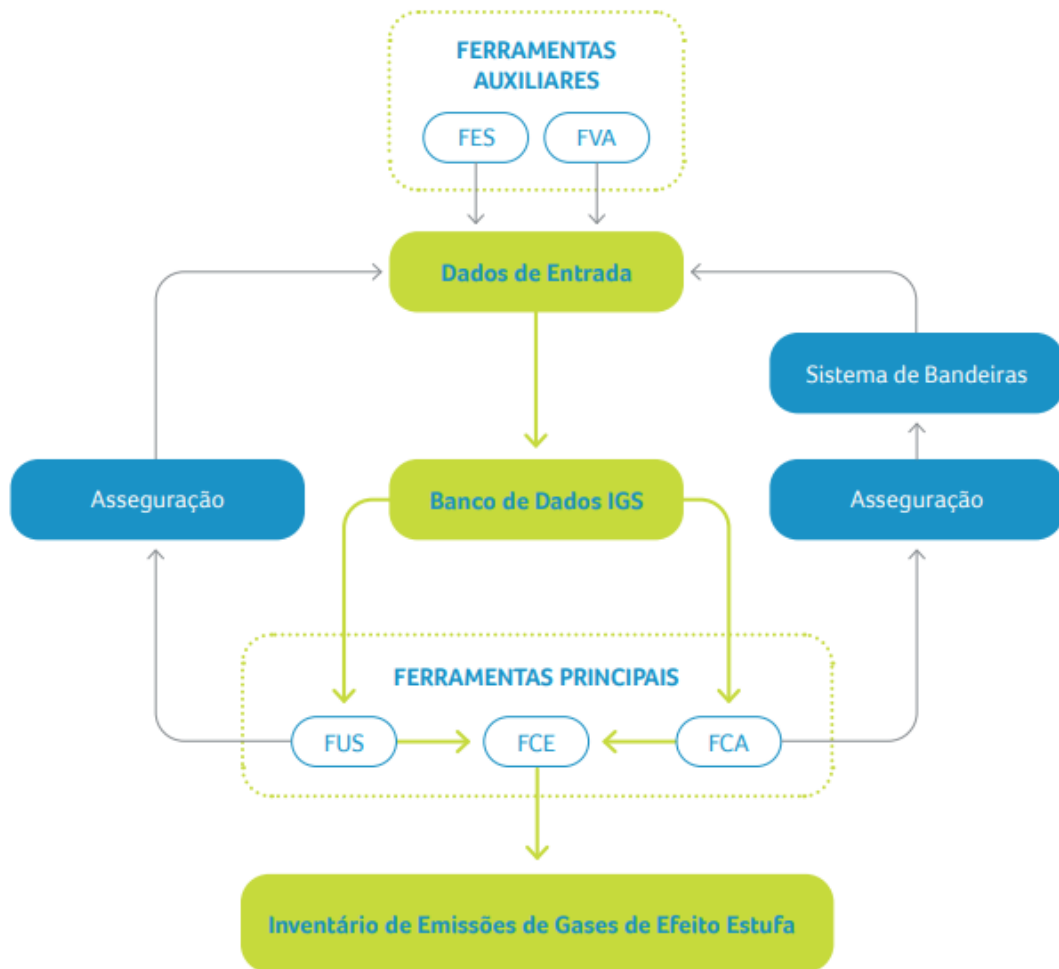 FERRAMENTAS
AUXILIARES
FES
FVA
Dados de Entrada
Sistema de Bandeiras
Asseguração
Banco de Dados IGS
Asseguração
FERRAMENTAS PRINCIPAIS
FUS
FCE
FCA
Inventário de Emissões de Gases de Efeito Estufa